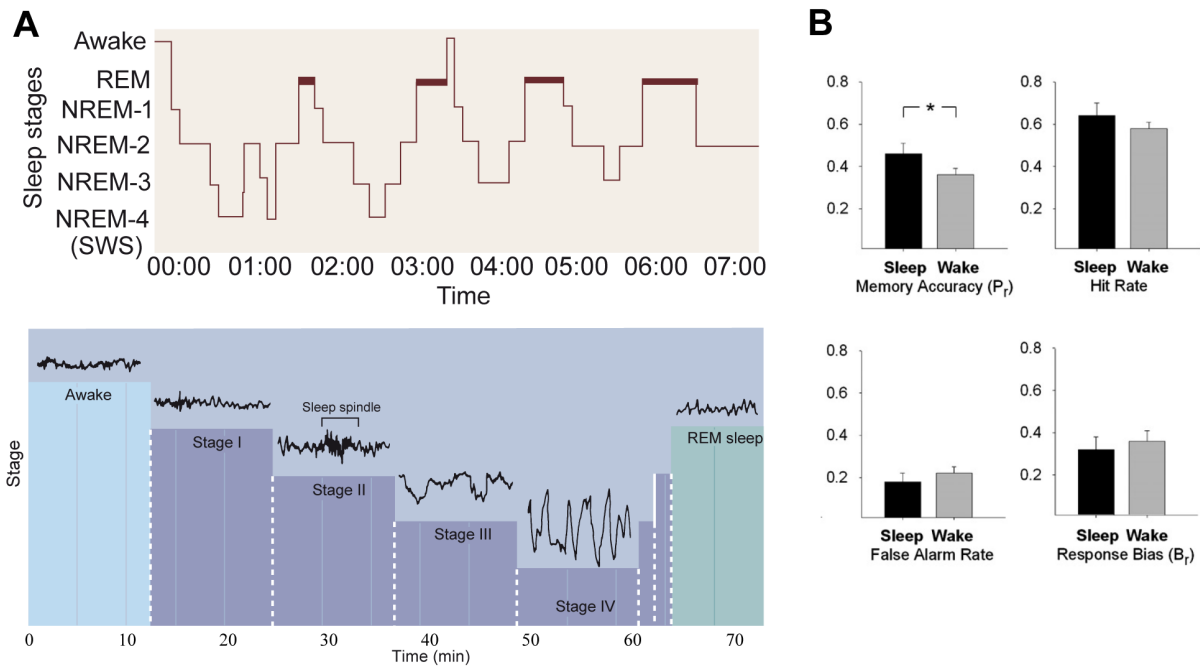 A
Sleep stages
Awake
REM
NREM-1
NREM-2
NREM-3
NREM-4
(SWS)
00:00 01:00 02:00 03:00 04:00 05:00 06:00 07:00
Time
Stage
Awake
Stage I
Sleep spindle
Stage II
Stage III
Stage IV
REM sleep
0 10 20 30 40 50 60 70
Time (min)
B
0.8
0.6
0.4
0.2
*
Sleep Wake
Memory Accuracy (Pr)
0.8
0.6
0.4
0.2
Sleep Wake
Hit Rate
0.8
0.6
0.4
0.2
Sleep Wake
False Alarm Rate
0.8
0.6
0.4
0.2
Sleep Wake
Response Bias (Br)